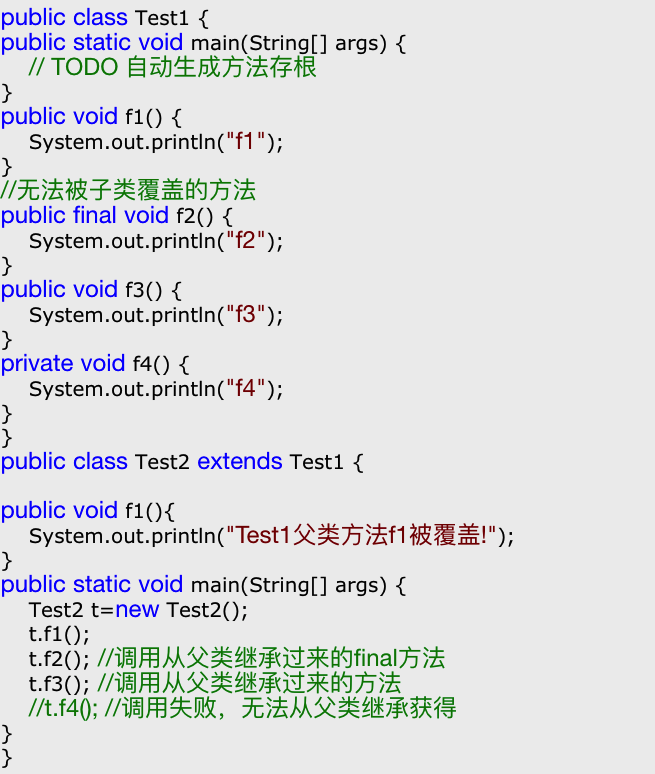 public class Test1 {
public static void main(String[] args) {
// TODO 自动生成方法存根
}
public void f1() {
System.out.println("f1");
}
//无法被子类覆盖的方法
public final void f2() {
System.out.println("f2");
}
public void f3() {
System.out.println("f3");
}
private void f4() {
System.out.println("f4");
}
}
public class Test2 extends Test1 {
public void f1(){
System.out.println("Test1父类方法f1被覆盖!");
}
public static void main(String[] args) {
Test2 t=new Test2();
t.f1();
t.f2(); //调用从父类继承过来的final方法
t.f3(); //调用从父类继承过来的方法
//t.f4(); //调用失败，无法从父类继承获得
}
}